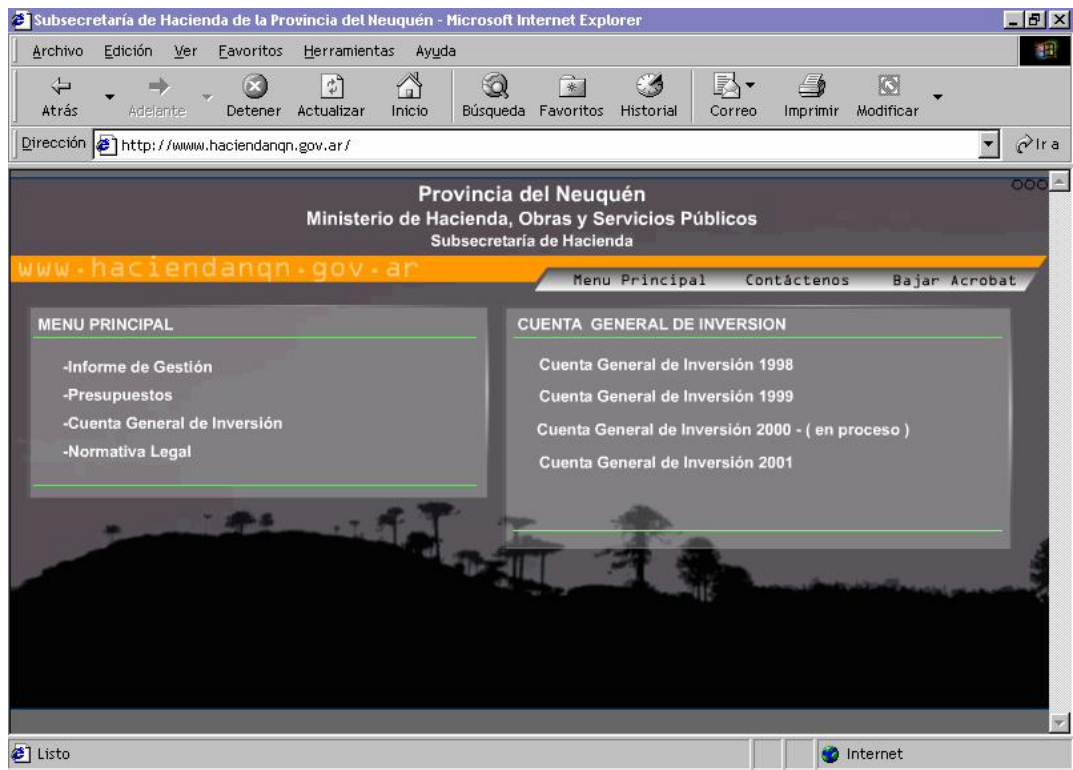 Subsecretaría de Hacienda de la Provincia del Neuquén - Microsoft Internet Explorer
Archivo Edición Ver Favoritos Herramientas Ayuda
Atrás Adelante Detener Actualizar Inicio Búsqueda Favoritos Historial Correo Imprimir Modificar
Dirección http://www.haciendanqn.gov.ar/ Ir a
Provincia del Neuquén
Ministerio de Hacienda, Obras y Servicios Públicos
Subsecretaría de Hacienda
www.haciendanqn.gov.ar
Menu Principal Contáctenos Bajar Acrobat
MENU PRINCIPAL
-Informe de Gestión
-Presupuestos
-Cuenta General de Inversión
-Normativa Legal
CUENTA GENERAL DE INVERSION
Cuenta General de Inversión 1998
Cuenta General de Inversión 1999
Cuenta General de Inversión 2000 - ( en proceso )
Cuenta General de Inversión 2001
Listo Internet